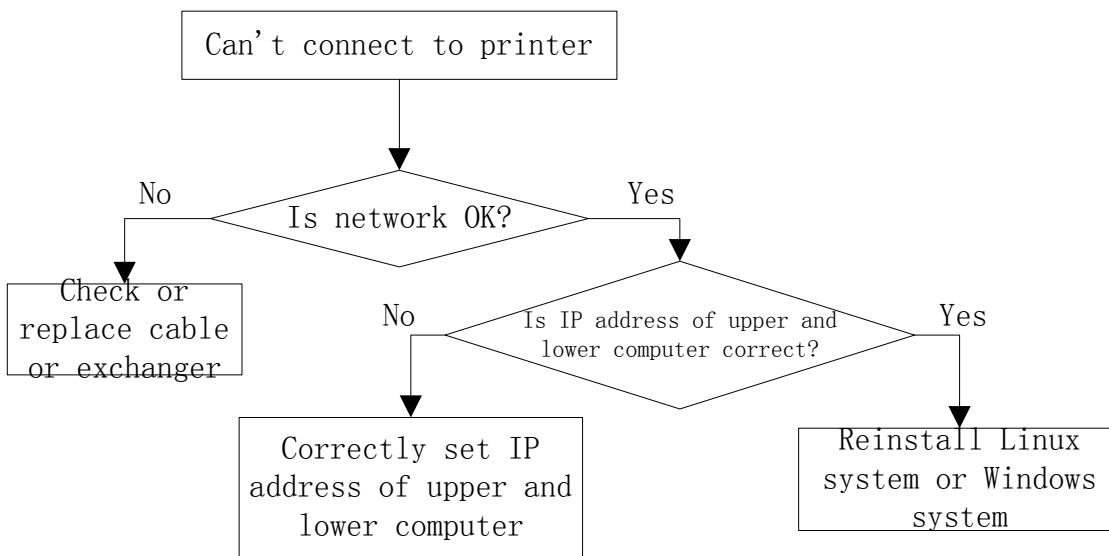 Can't connect to printer
No
Yes
Is network OK?
Check or
replace cable
or exchanger
No
Is IP address of upper and
lower computer correct?
Yes
Correctly set IP
address of upper and
lower computer
Reinstall Linux
system or Windows
system